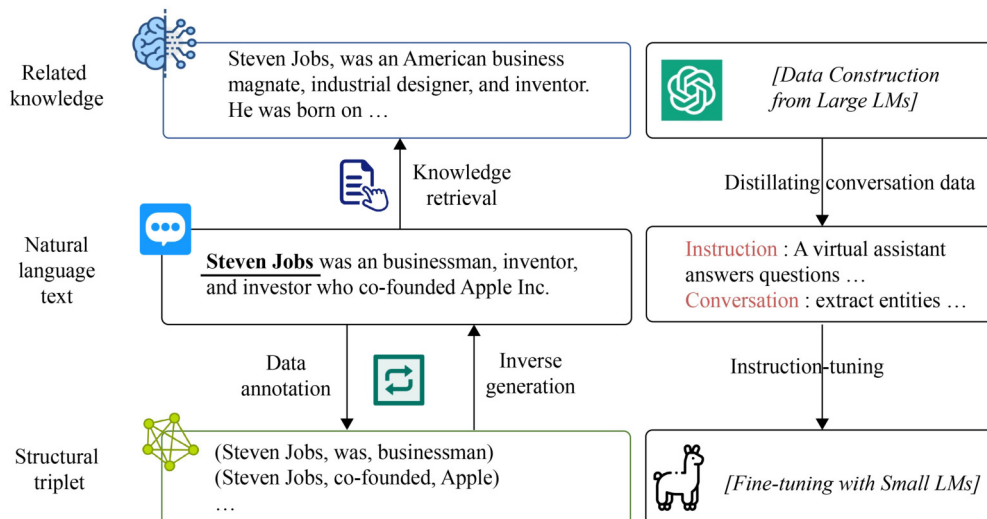 Related
knowledge
Steven Jobs, was an American business
magnate, industrial designer, and inventor.
He was born on …
[Data Construction
from Large LMs]
Knowledge
retrieval
Distillating conversation data
Natural
language
text
Steven Jobs was an businessman, inventor,
and investor who co-founded Apple Inc.
Instruction : A virtual assistant
answers questions …
Conversation : extract entities …
Data
annotation
Inverse
generation
Instruction-tuning
Structural
triplet
(Steven Jobs, was, businessman)
(Steven Jobs, co-founded, Apple)
…
[Fine-tuning with Small LMs]